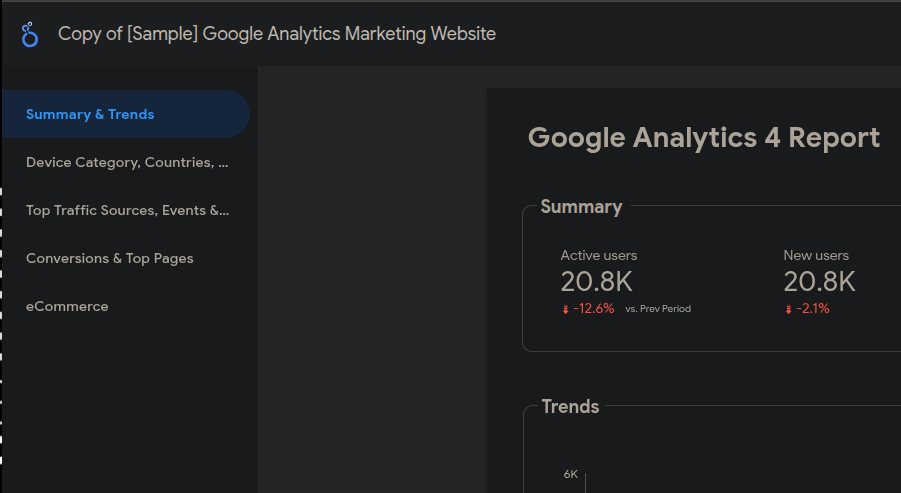 Copy of [Sample] Google Analytics Marketing Website
Summary & Trends
Device Category, Countries, ...
Top Traffic Sources, Events &...
Conversions & Top Pages
eCommerce
Google Analytics 4 Report
Summary
Active users
20.8K
-12.6% vs. Prev Period
New users
20.8K
-2.1%
Trends
6K